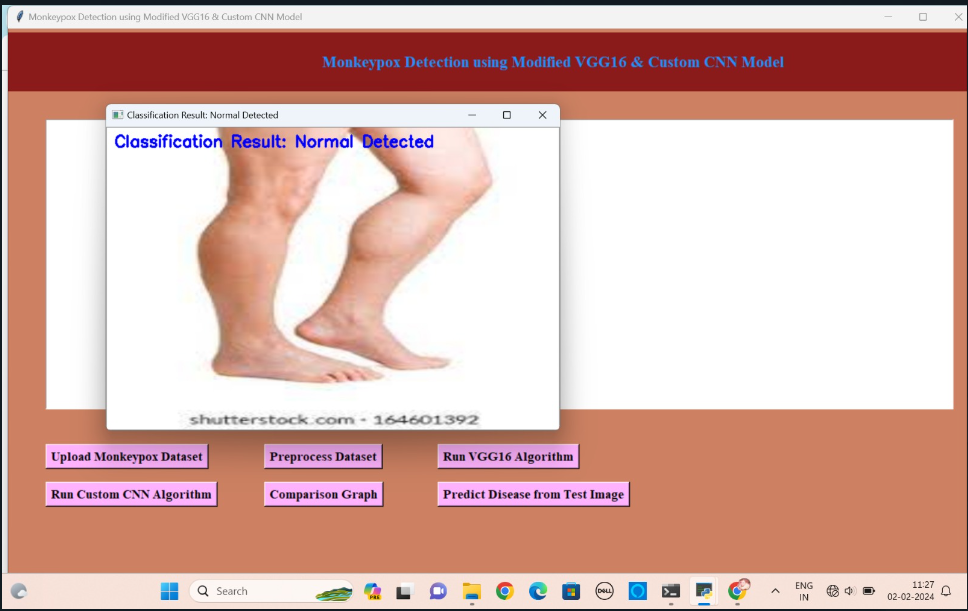 Monkeypox Detection using Modified VGG16 & Custom CNN Model
Monkeypox Detection using Modified VGG16 & Custom CNN Model
Classification Result: Normal Detected
Classification Result: Normal Detected
shutterstock.com - 164601392
Upload Monkeypox Dataset
Preprocess Dataset
Run VGG16 Algorithm
Run Custom CNN Algorithm
Comparison Graph
Predict Disease from Test Image
Search
PRE
DELL
ENG
IN
11:27
02-02-2024